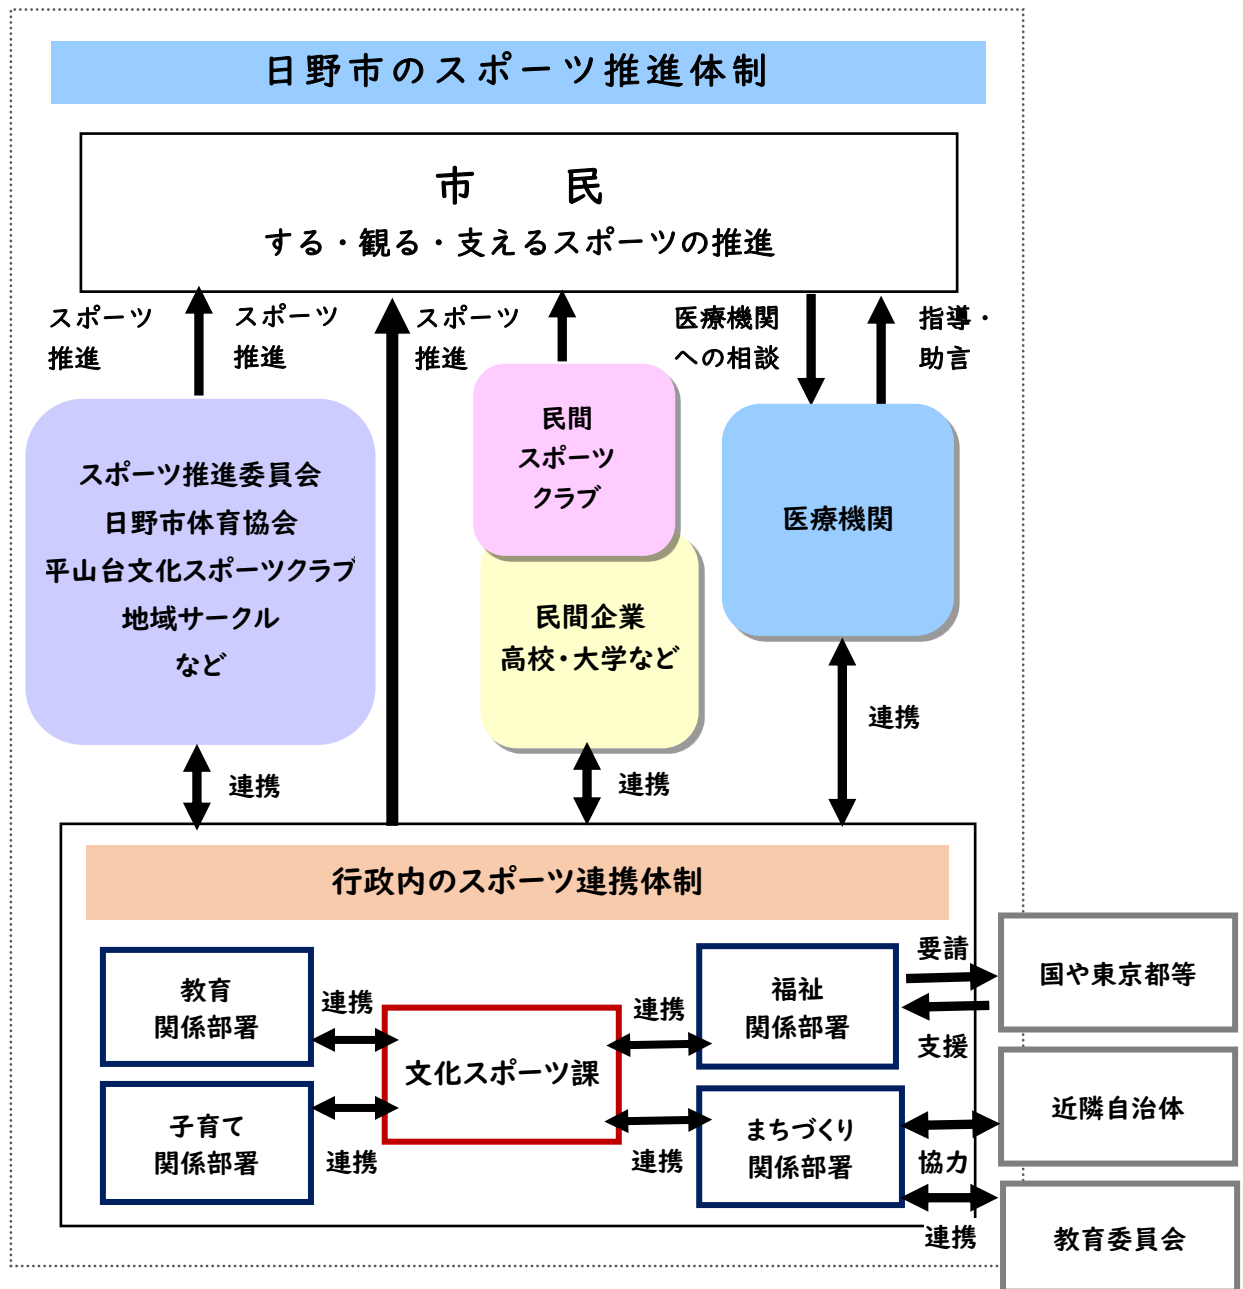 日野市のスポーツ推進体制
市　民
する・観る・支えるスポーツの推進
スポーツ
推進
スポーツ
推進
スポーツ
推進
医療機関
への相談
指導・
助言
スポーツ推進委員会
日野市体育協会
平山台文化スポーツクラブ
地域サークル
など
民間
スポーツ
クラブ
民間企業
高校・大学など
医療機関
連携
連携
連携
行政内のスポーツ連携体制
教育
関係部署
連携
子育て
関係部署
連携
文化スポーツ課
連携
福祉
関係部署
連携
まちづくり
関係部署
要請
支援
国や東京都等
協力
近隣自治体
連携
教育委員会